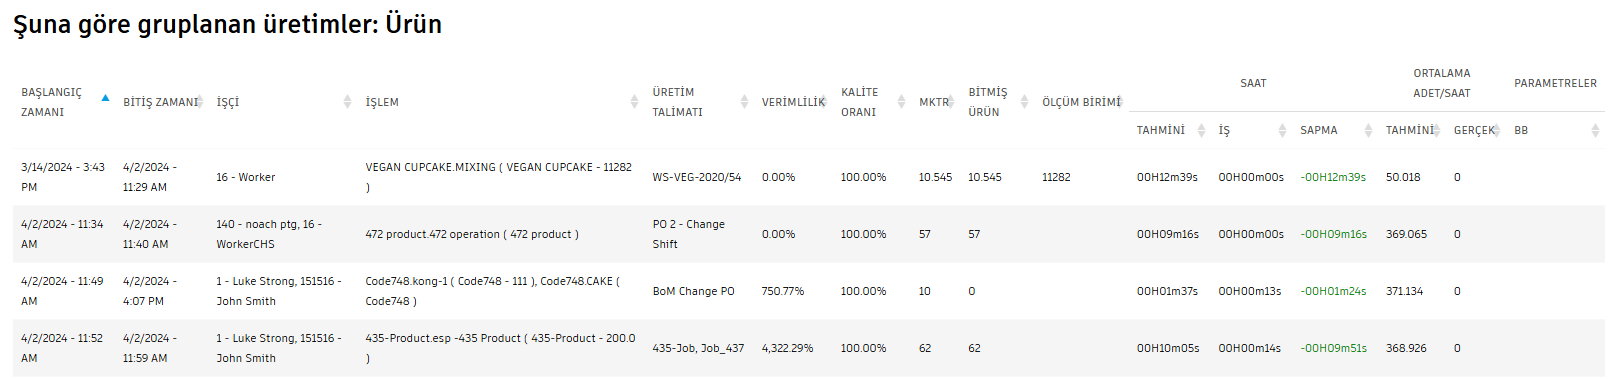 Şuna göre gruplanan üretimler: Ürün
BAŞLANGIÇ ZAMANI BİTİŞ ZAMANI İŞÇİ İŞLEM ÜRETİM TALİMATI VERİMLİLİK KALİTE ORANI MKTR BİTMİŞ ÜRÜN ÖLÇÜM BİRİMİ SAAT ORTALAMA ADET/SAAT PARAMETRELER
TAHMİNİ İŞ SAPMA TAHMİNİ GERÇEK BB
3/14/2024 - 3:43 PM 4/2/2024 - 11:29 AM 16 - Worker VEGAN CUPCAKE.MIXING ( VEGAN CUPCAKE - 11282 ) WS-VEG-2020/54 0.00% 100.00% 10.545 10.545 11282 00H12m39s 00H00m00s -00H12m39s 50.018 0
4/2/2024 - 11:34 AM 4/2/2024 - 11:40 AM 140 - noach ptg, 16 - WorkerCHS 472 product.472 operation ( 472 product ) PO 2 - Change Shift 0.00% 100.00% 57 57 00H09m16s 00H00m00s -00H09m16s 369.065 0
4/2/2024 - 11:49 AM 4/2/2024 - 4:07 PM 1 - Luke Strong, 151516 - John Smith Code748.kong-1 ( Code748 - 111 ), Code748.CAKE ( Code748 ) BoM Change PO 750.77% 100.00% 10 0 00H01m37s 00H00m13s -00H01m24s 371.134 0
4/2/2024 - 11:52 AM 4/2/2024 - 11:59 AM 1 - Luke Strong, 151516 - John Smith 435-Product.esp -435 Product ( 435-Product - 200.0 ) 435-Job, Job_437 4,322.29% 100.00% 62 62 00H10m05s 00H00m14s -00H09m51s 368.926 0